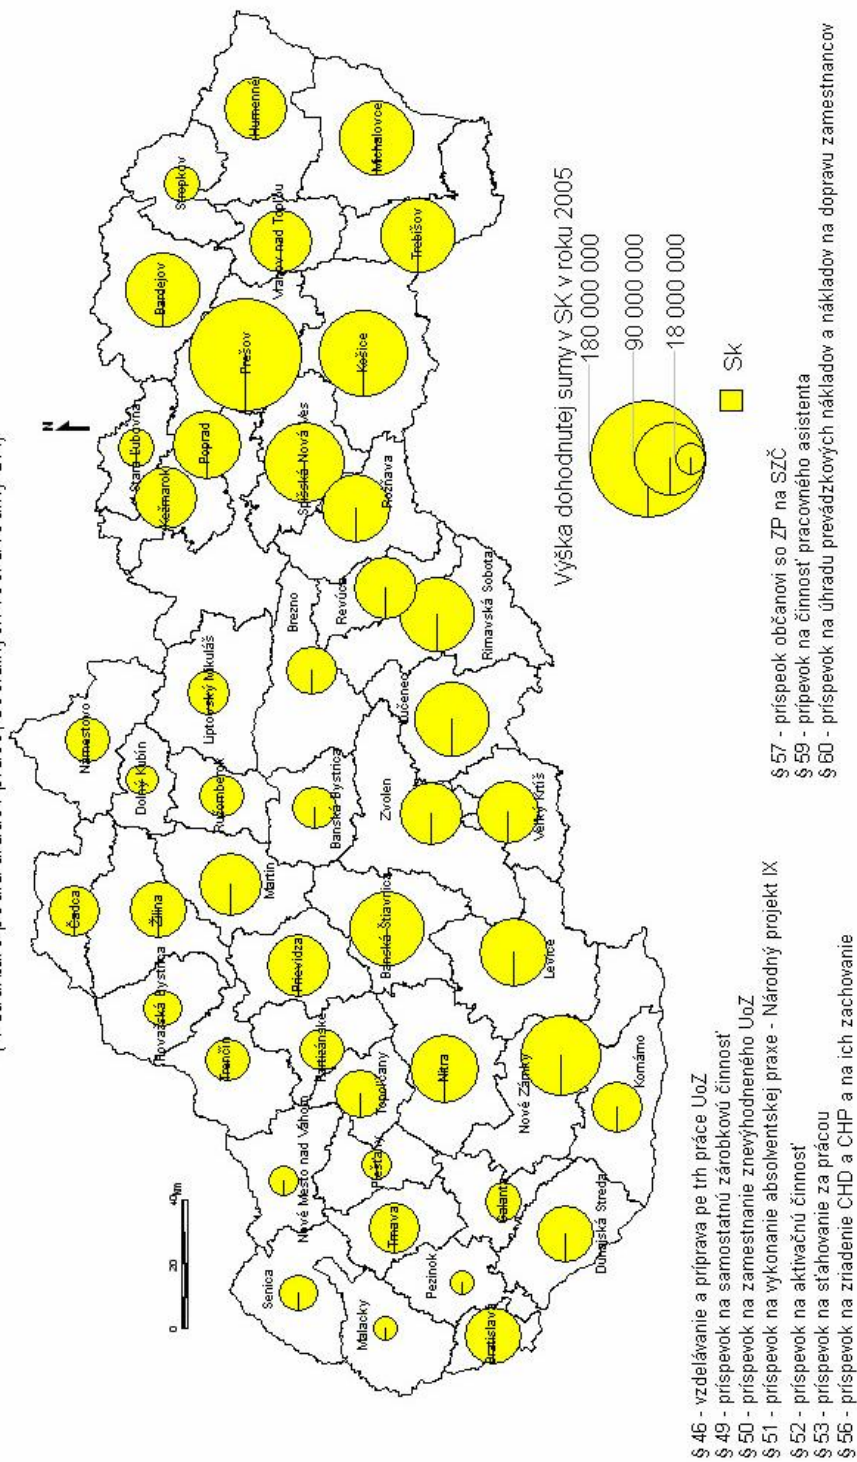 N
0 20 40
km
Čadca
Námestovo
Žilina
Dolný Kubín
Stará Ľubovňa
Bardejov
Stropkov
Považská Bystrica
Kežmarok
Liptovský Mikuláš
Ružomberok
Poprad
Prešov
Humenné
Trenčín
Martin
Vranov nad Topľou
Senica
Nové Mesto nad Váhom
Prievidza
Banská Bystrica
Brezno
Spišská Nová Ves
Partizánske
Košice
Michalovce
Malacky
Piešťany
Topoľčany
Banská Štiavnica
Zvolen
Revúca
Rožňava
Trebišov
Trnava
Nitra
Lučenec
Rimavská Sobota
Pezinok
Bratislava
Galanta
Levice
Veľký Krtíš
Nové Zámky
Dunajská Streda
Komárno
Výška dohodnutej sumy v SK v roku 2005
180 000 000
90 000 000
18 000 000
Sk
§ 46 - vzdelávanie a príprava pe trh práce UoZ
§ 49 - príspevok na samostatnú zárobkovú činnosť
§ 50 - príspevok na zamestnanie znevýhodneného UoZ
§ 51 - príspevok na vykonanie absolventskej praxe - Národný projekt IX
§ 52 - príspevok na aktivačnú činnosť
§ 53 - príspevok na sťahovanie za prácou
§ 56 - príspevok na zriadenie CHD a CHP a na ich zachovanie
§ 57 - príspeok občanovi so ZP na SZČ
§ 59 - prípevok na činnosť pracovného asistenta
§ 60 - príspevok na úhradu prevádzkových nákladov a nákladov na dopravu zamestnancov